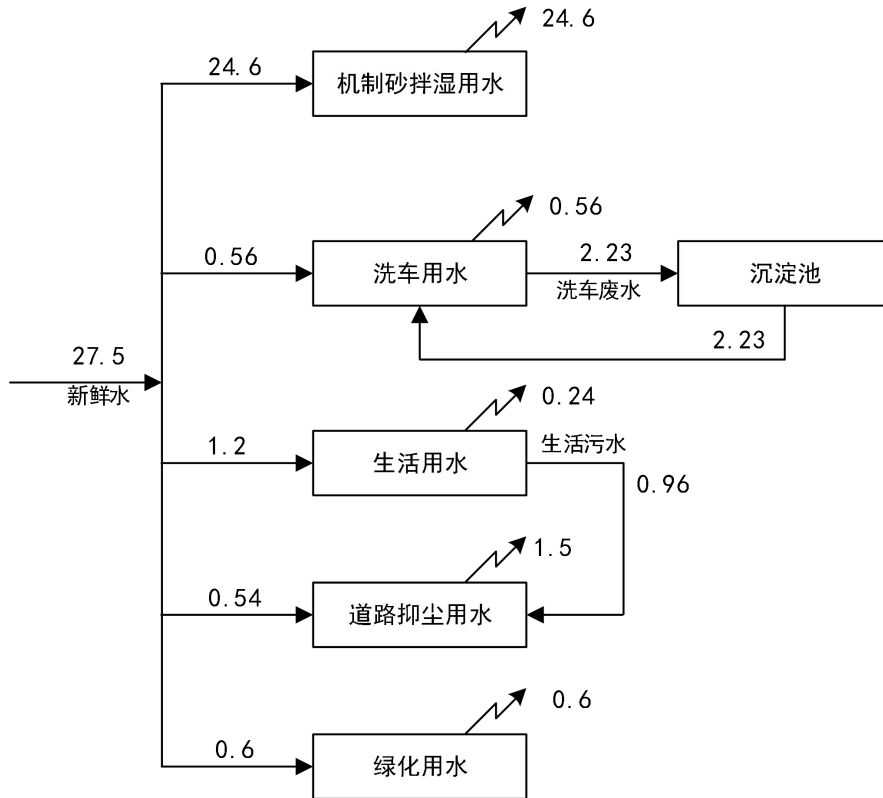 24.6
24.6
机制砂拌湿用水
0.56
0.56
洗车用水
2.23
洗车废水
沉淀池
2.23
27.5
新鲜水
0.24
1.2
生活用水
生活污水
0.96
1.5
0.54
道路抑尘用水
0.6
0.6
绿化用水